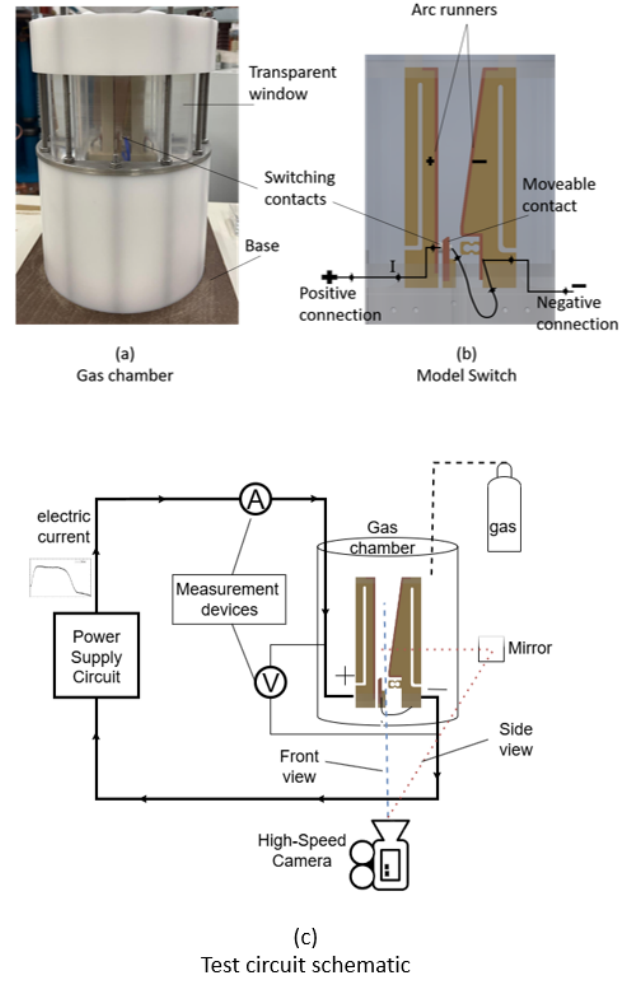 Arc runners
Transparent
window
Switching
contacts
Moveable
contact
Base
+
−
I
+
−
Positive
connection
Negative
connection
(a)
Gas chamber
(b)
Model Switch
electric
current
A
Gas
chamber
gas
Measurement
devices
Power
Supply
Circuit
V
+
−
Mirror
Front
view
Side
view
High-Speed
Camera
(c)
Test circuit schematic